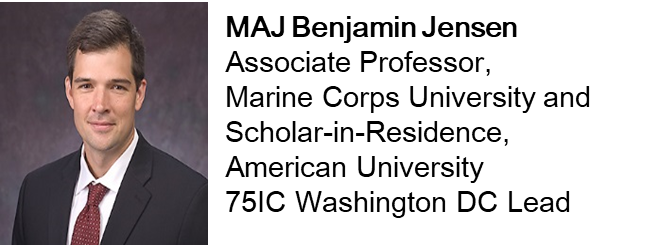 MAJ Benjamin Jensen
Associate Professor,
Marine Corps University and
Scholar-in-Residence,
American University
75IC Washington DC Lead